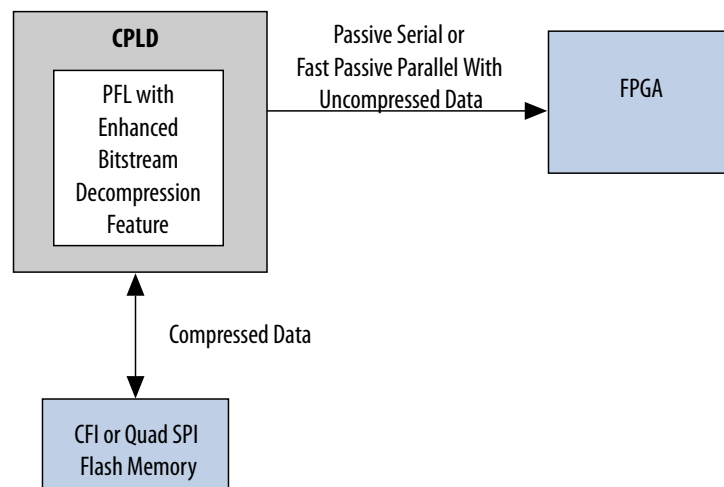 CPLD
PFL with
Enhanced
Bitstream
Decompression
Feature
Passive Serial or
Fast Passive Parallel With
Uncompressed Data
FPGA
Compressed Data
CFI or Quad SPI
Flash Memory